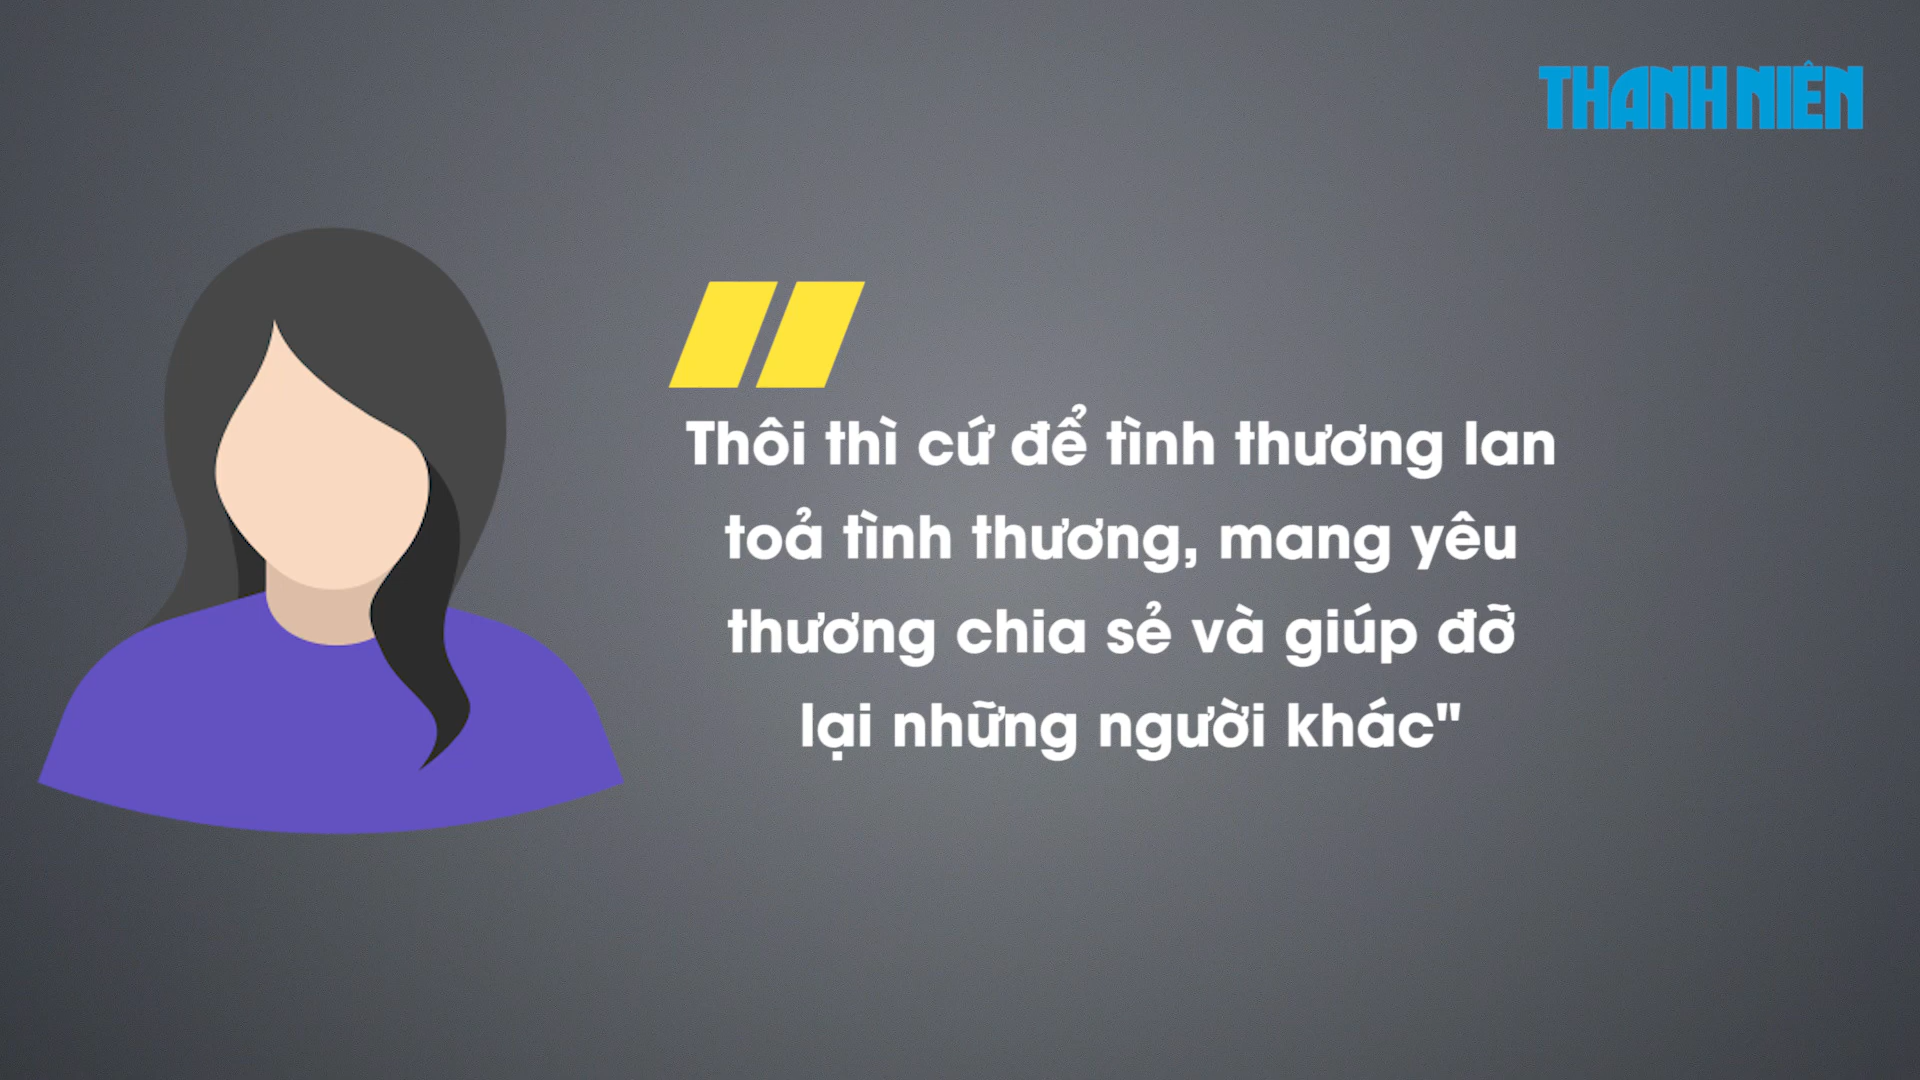 THANH NIÊN
Thôi thì cứ để tình thương lan
toả tình thương, mang yêu
thương chia sẻ và giúp đỡ
lại những người khác"